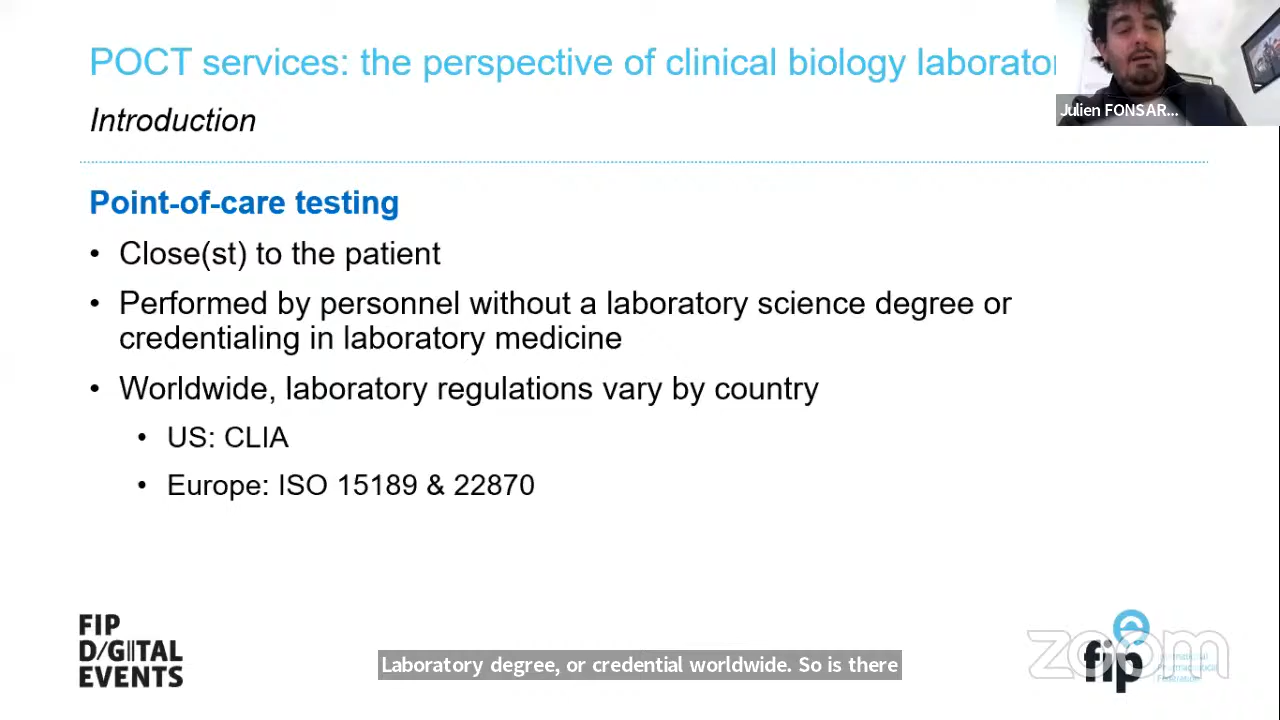 POCT services: the perspective of clinical biology laborator
Introduction
Julien FONSAR...
Point-of-care testing
• Close(st) to the patient
• Performed by personnel without a laboratory science degree or
credentialing in laboratory medicine
• Worldwide, laboratory regulations vary by country
• US: CLIA
• Europe: ISO 15189 & 22870
FIP
D/G|TAL
EVENTS
Laboratory degree, or credential worldwide. So is there
zoom
fip
International
Pharmaceutical
Federation